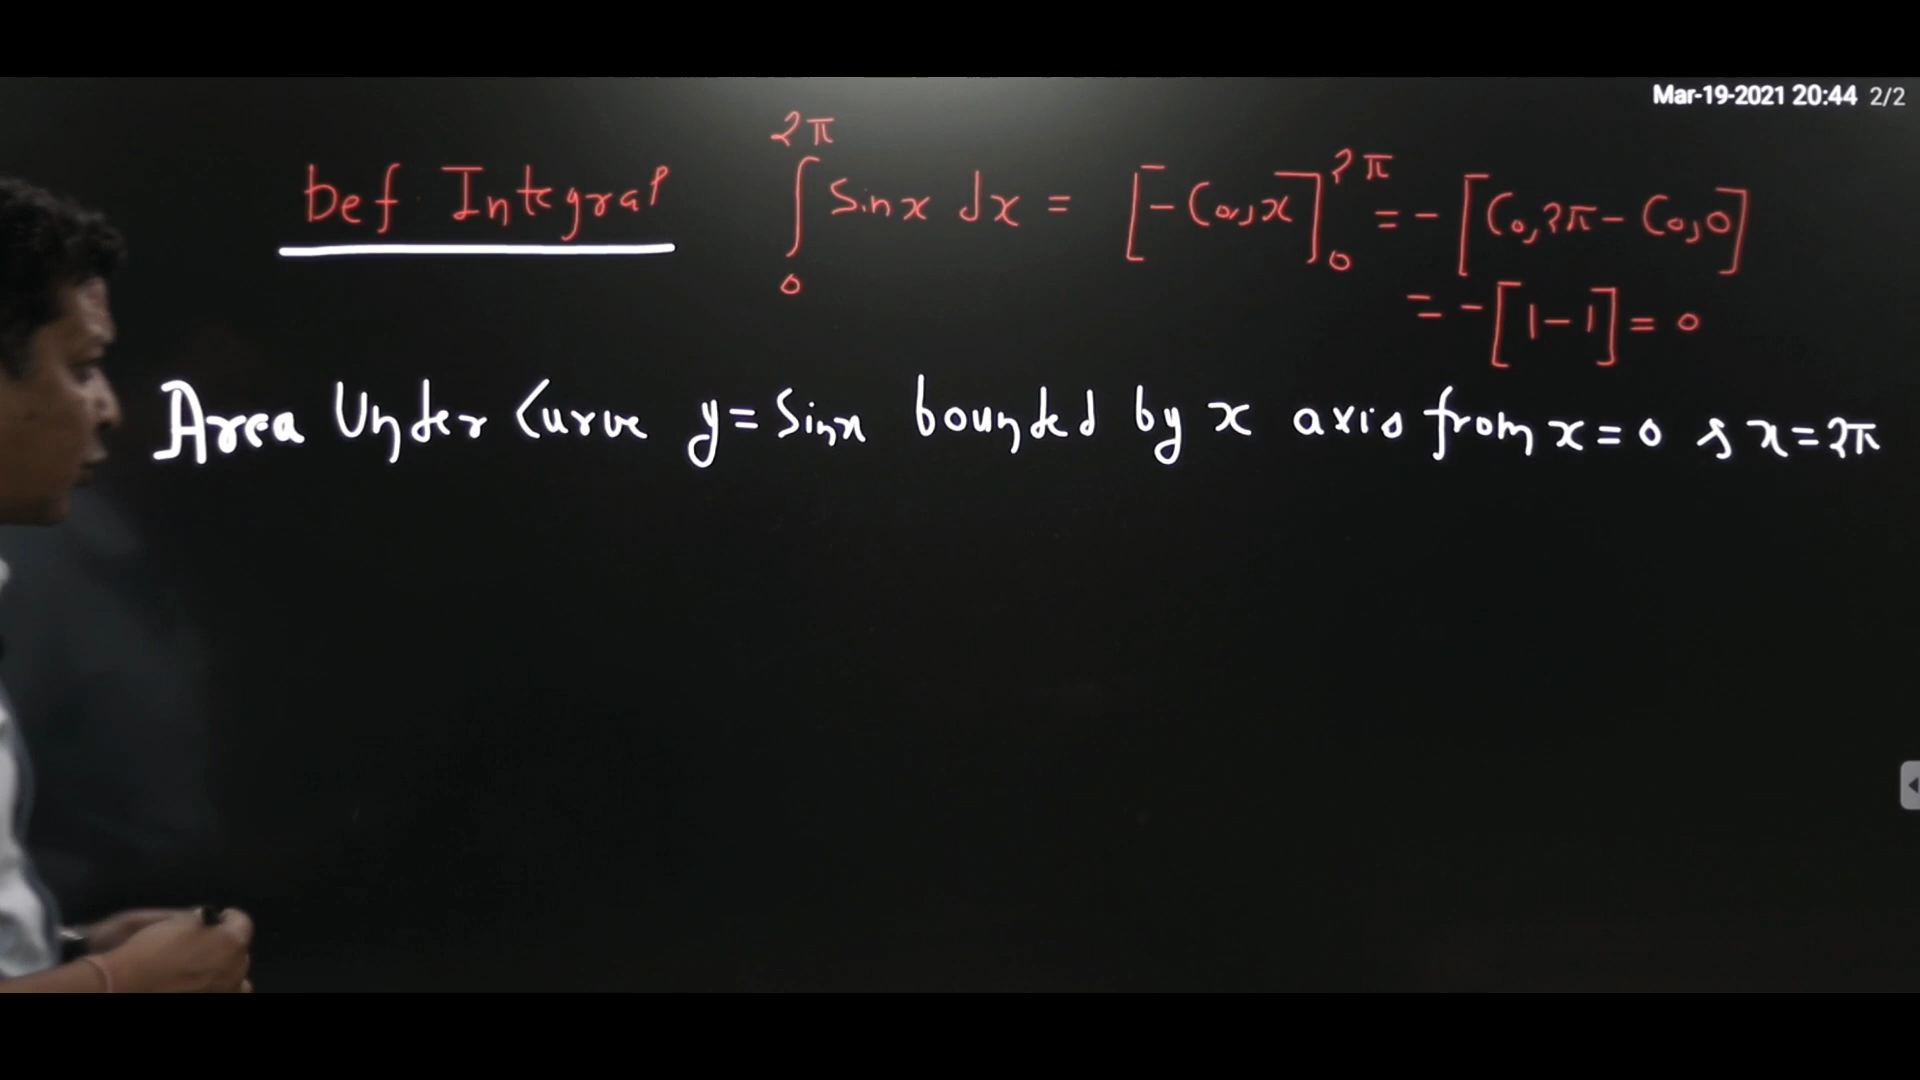 Mar-19-2021 20:44 2/2
Def Integral ∫₀^2π Sinx dx = [-Cosx]₀^2π = -[Cos2π - Cos0]
= -[1-1] = 0
Area Under Curve y = Sinx bounded by x axis from x = 0 & x = 2π